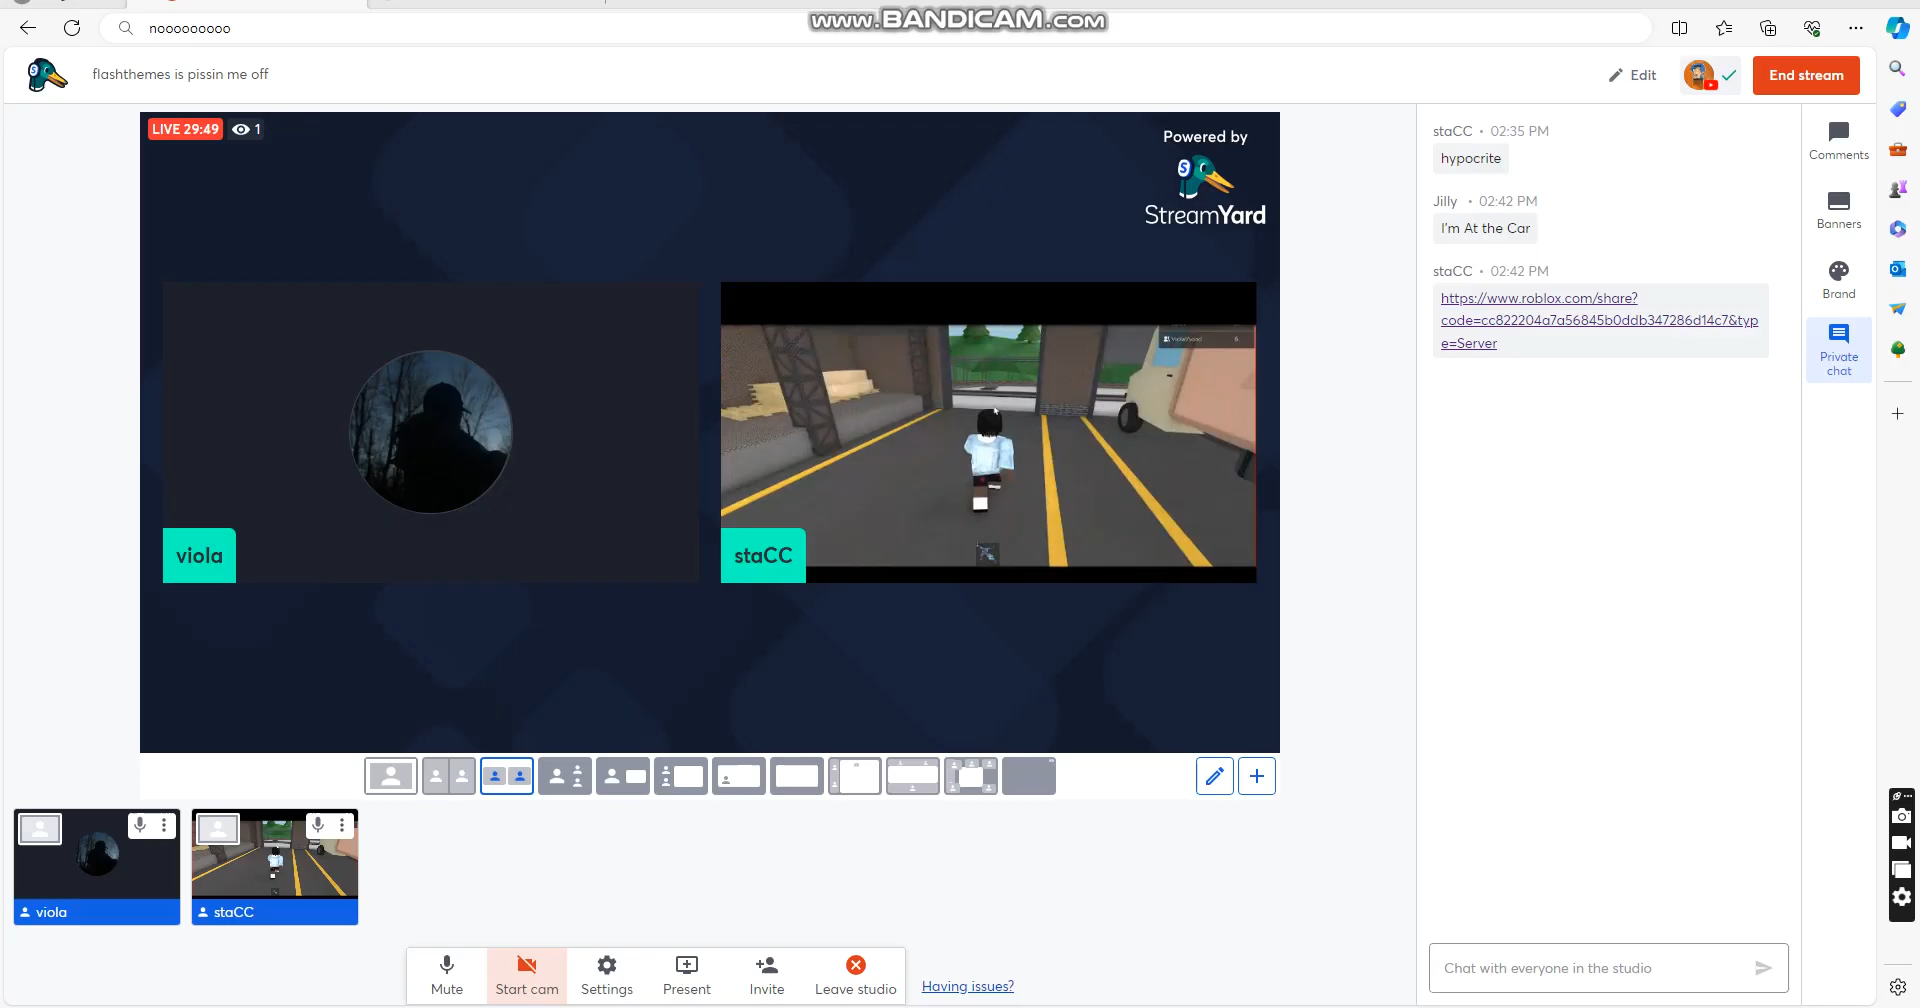 nooooooooo
www.BANDICAM.com
flashthemes is pissin me off
Edit
End stream
LIVE 29:49
1
Powered by
StreamYard
viola
staCC
staCC • 02:35 PM
hypocrite
Jilly • 02:42 PM
I'm At the Car
staCC • 02:42 PM
https://www.roblox.com/share?
code=cc822204a7a56845b0ddb347286d14c7&typ
e=Server
Comments
Banners
Brand
Private
chat
viola
staCC
Mute
Start cam
Settings
Present
Invite
Leave studio
Having issues?
Chat with everyone in the studio